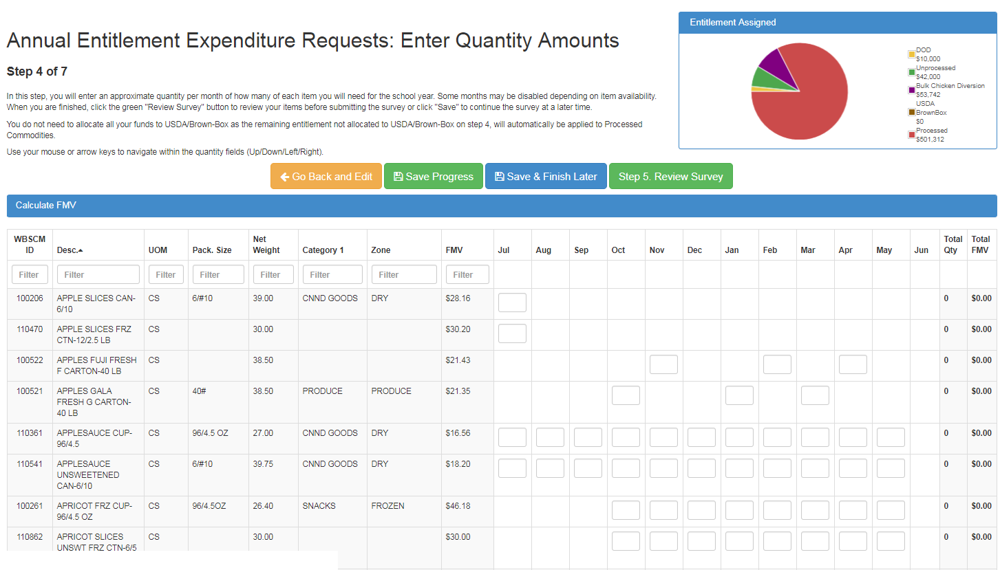 Annual Entitlement Expenditure Requests: Enter Quantity Amounts
Step 4 of 7
In this step, you will enter an approximate quantity per month of how many of each item you will need for the school year. Some months may be disabled depending on item availability.
When you are finished, click the green "Review Survey" button to review your items before submitting the survey or click "Save" to continue the survey at a later time.
You do not need to allocate all your funds to USDA/Brown-Box as the remaining entitlement not allocated to USDA/Brown-Box on step 4, will automatically be applied to Processed
Commodities.
Use your mouse or arrow keys to navigate within the quantity fields (Up/Down/Left/Right).
Entitlement Assigned
DOD
$10,000
Unprocessed
$42,000
Bulk Chicken Diversion
$53,742
USDA
BrownBox
$0
Processed
$501,312
Go Back and Edit Save Progress Save & Finish Later Step 5. Review Survey
Calculate FMV
WBSCM Net Total Total
ID Desc. UOM Pack. Size Weight Category 1 Zone FMV Jul Aug Sep Oct Nov Dec Jan Feb Mar Apr May Jun Qty FMV
Filter Filter Filter Filter Filter Filter Filter Filter
100206 APPLE SLICES CAN- CS 6/#10 39.00 CNND GOODS DRY $28.16 0 $0.00
6/10
110470 APPLE SLICES FRZ CS 30.00 $30.20 0 $0.00
CTN-12/2.5 LB
100522 APPLES FUJI FRESH CS 38.50 $21.43 0 $0.00
F CARTON-40 LB
100521 APPLES GALA CS 40# 38.50 PRODUCE PRODUCE $21.35 0 $0.00
FRESH G CARTON-
40 LB
110361 APPLESAUCE CUP- CS 96/4.5 OZ 27.00 CNND GOODS DRY $16.56 0 $0.00
96/4.5
110541 APPLESAUCE CS 6/#10 39.75 CNND GOODS DRY $18.20 0 $0.00
UNSWEETENED
CAN-6/10
100261 APRICOT FRZ CUP- CS 96/4.5OZ 26.40 SNACKS FROZEN $46.18 0 $0.00
96/4.5 OZ
110862 APRICOT SLICES CS 30.00 $30.00 0 $0.00
UNSWT FRZ CTN-6/5